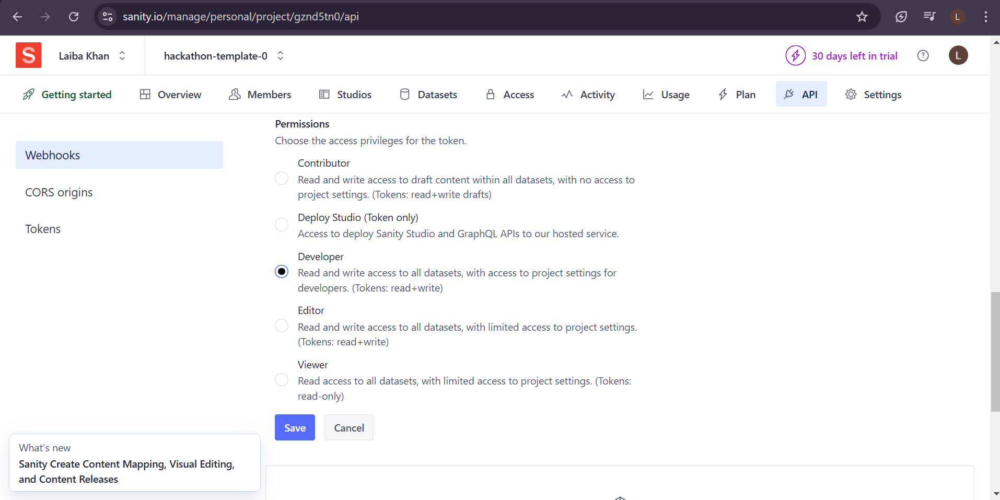 sanity.io/manage/personal/project/gznd5tn0/api
L
S
Laiba Khan
hackathon-template-0
30 days left in trial
?
L
Getting started
Overview
Members
Studios
Datasets
Access
Activity
Usage
Plan
API
Settings
Webhooks
CORS origins
Tokens
Permissions
Choose the access privileges for the token.
Contributor
Read and write access to draft content within all datasets, with no access to
project settings. (Tokens: read+write drafts)
Deploy Studio (Token only)
Access to deploy Sanity Studio and GraphQL APIs to our hosted service.
Developer
Read and write access to all datasets, with access to project settings for
developers. (Tokens: read+write)
Editor
Read and write access to all datasets, with limited access to project settings.
(Tokens: read+write)
Viewer
Read access to all datasets, with limited access to project settings. (Tokens:
read-only)
Save
Cancel
What's new
Sanity Create Content Mapping, Visual Editing,
and Content Releases